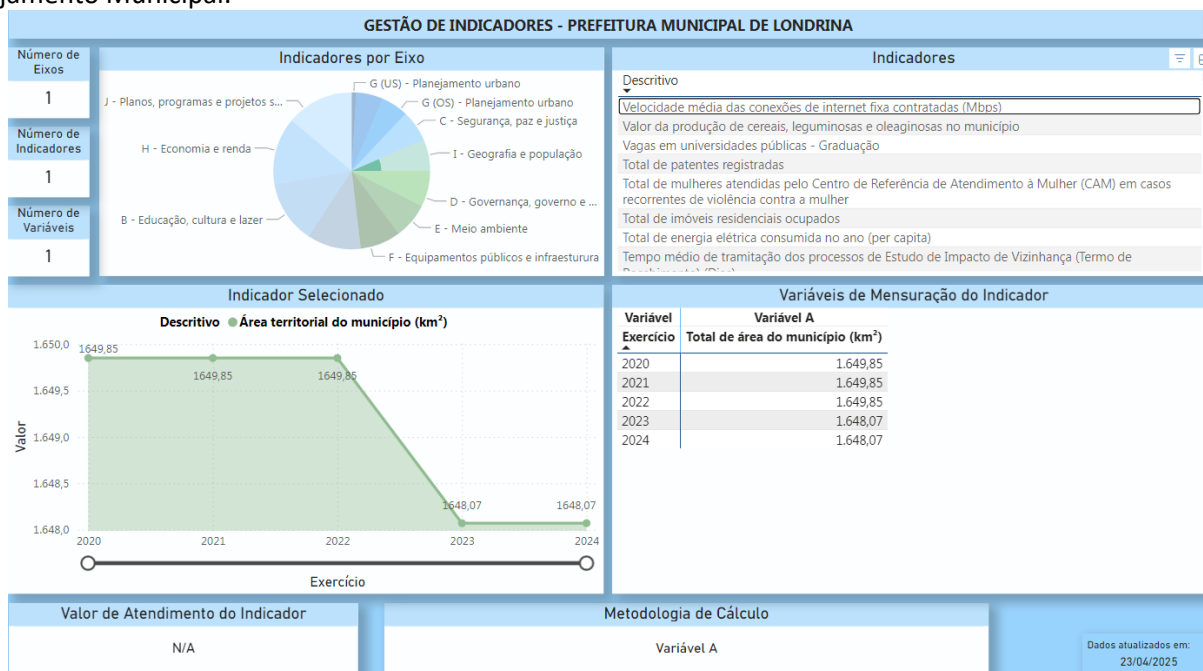 jamento Municipal.
GESTÃO DE INDICADORES - PREFEITURA MUNICIPAL DE LONDRINA
Número de
Eixos
1
Número de
Indicadores
1
Número de
Variáveis
1
Indicadores por Eixo
G (US) - Planejamento urbano
G (OS) - Planejamento urbano
C - Segurança, paz e justiça
I - Geografia e população
D - Governança, governo e ...
E - Meio ambiente
F - Equipamentos públicos e infraesturura
B - Educação, cultura e lazer
H - Economia e renda
J - Planos, programas e projetos s...
Indicadores
Descritivo
Velocidade média das conexões de internet fixa contratadas (Mbps)
Valor da produção de cereais, leguminosas e oleaginosas no município
Vagas em universidades públicas - Graduação
Total de patentes registradas
Total de mulheres atendidas pelo Centro de Referência de Atendimento à Mulher (CAM) em casos
recorrentes de violência contra a mulher
Total de imóveis residenciais ocupados
Total de energia elétrica consumida no ano (per capita)
Tempo médio de tramitação dos processos de Estudo de Impacto de Vizinhança (Termo de
Indicador Selecionado
Descritivo Área territorial do município (km²)
Valor
1.650,0
1.649,5
1.649,0
1.648,5
1.648,0
1649,85
1649,85
1649,85
1648,07
1648,07
2020 2021 2022 2023 2024
Exercício
Variáveis de Mensuração do Indicador
Variável Variável A
Exercício Total de área do município (km²)
2020 1.649,85
2021 1.649,85
2022 1.649,85
2023 1.648,07
2024 1.648,07
Valor de Atendimento do Indicador
N/A
Metodologia de Cálculo
Variável A
Dados atualizados em:
23/04/2025